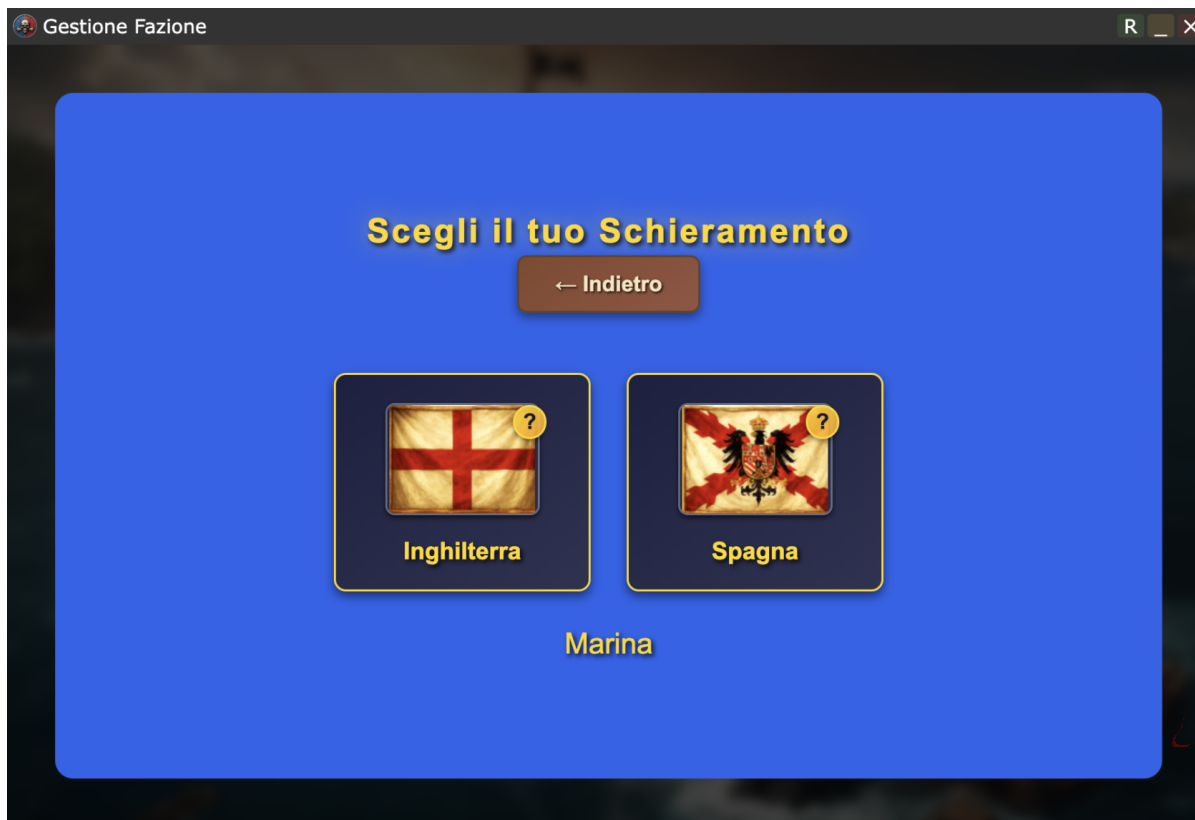 Gestione Fazione
R _ ×
Scegli il tuo Schieramento
← Indietro
?
?
Inghilterra
Spagna
Marina